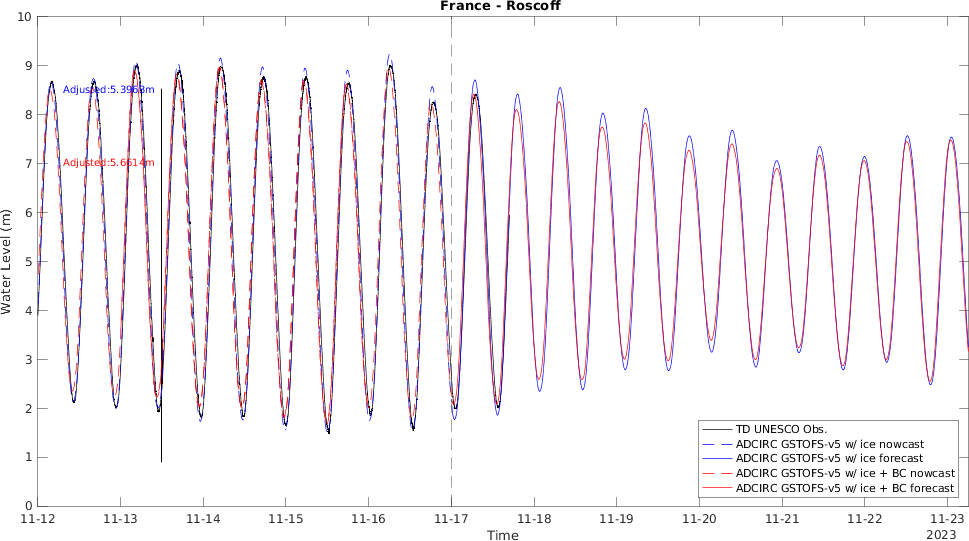 France - Roscoff
10
9
8
7
6
5
4
3
2
1
0
Water Level (m)
Adjusted:5.3963m
Adjusted:5.6614m
TD UNESCO Obs.
ADCIRC GSTOFS-v5 w/ ice nowcast
ADCIRC GSTOFS-v5 w/ ice forecast
ADCIRC GSTOFS-v5 w/ ice + BC nowcast
ADCIRC GSTOFS-v5 w/ ice + BC forecast
11-12 11-13 11-14 11-15 11-16 11-17 11-18 11-19 11-20 11-21 11-22 11-23
Time
2023